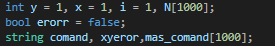 int y = 1, x = 1, i = 1, N[1000];
bool erorr = false;
string comand, xyeror,mas_comand[1000];